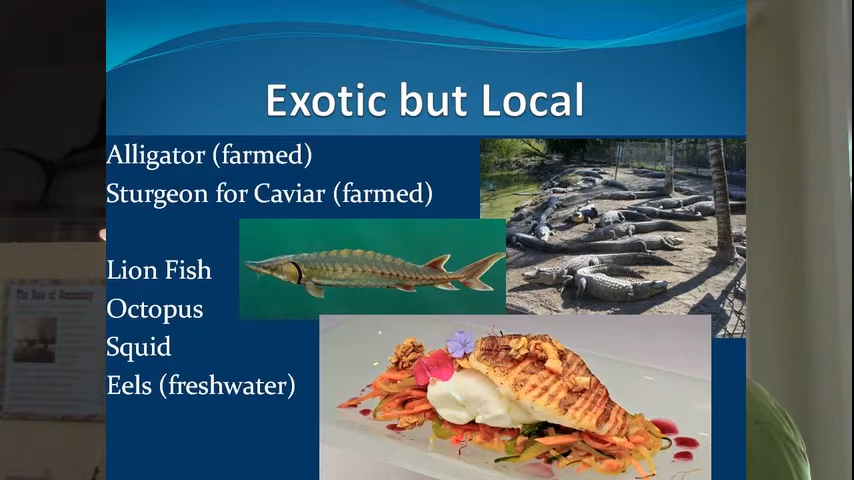 Exotic but Local
Alligator (farmed)
Sturgeon for Caviar (farmed)
Lion Fish
Octopus
Squid
Eels (freshwater)